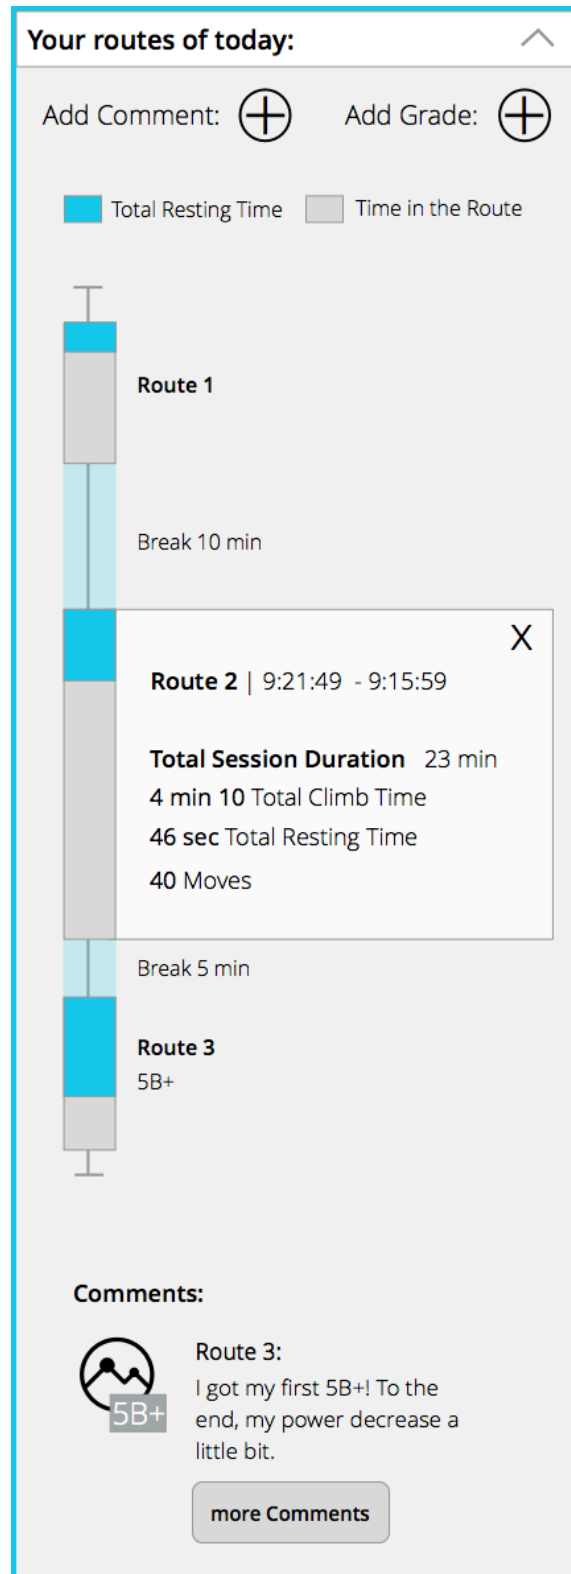 Your routes of today:
Add Comment: Add Grade:
Total Resting Time Time in the Route
Route 1
Break 10 min
X
Route 2 | 9:21:49 - 9:15:59
Total Session Duration 23 min
4 min 10 Total Climb Time
46 sec Total Resting Time
40 Moves
Break 5 min
Route 3
5B+
Comments:
5B+
Route 3:
I got my first 5B+! To the
end, my power decrease a
little bit.
more Comments